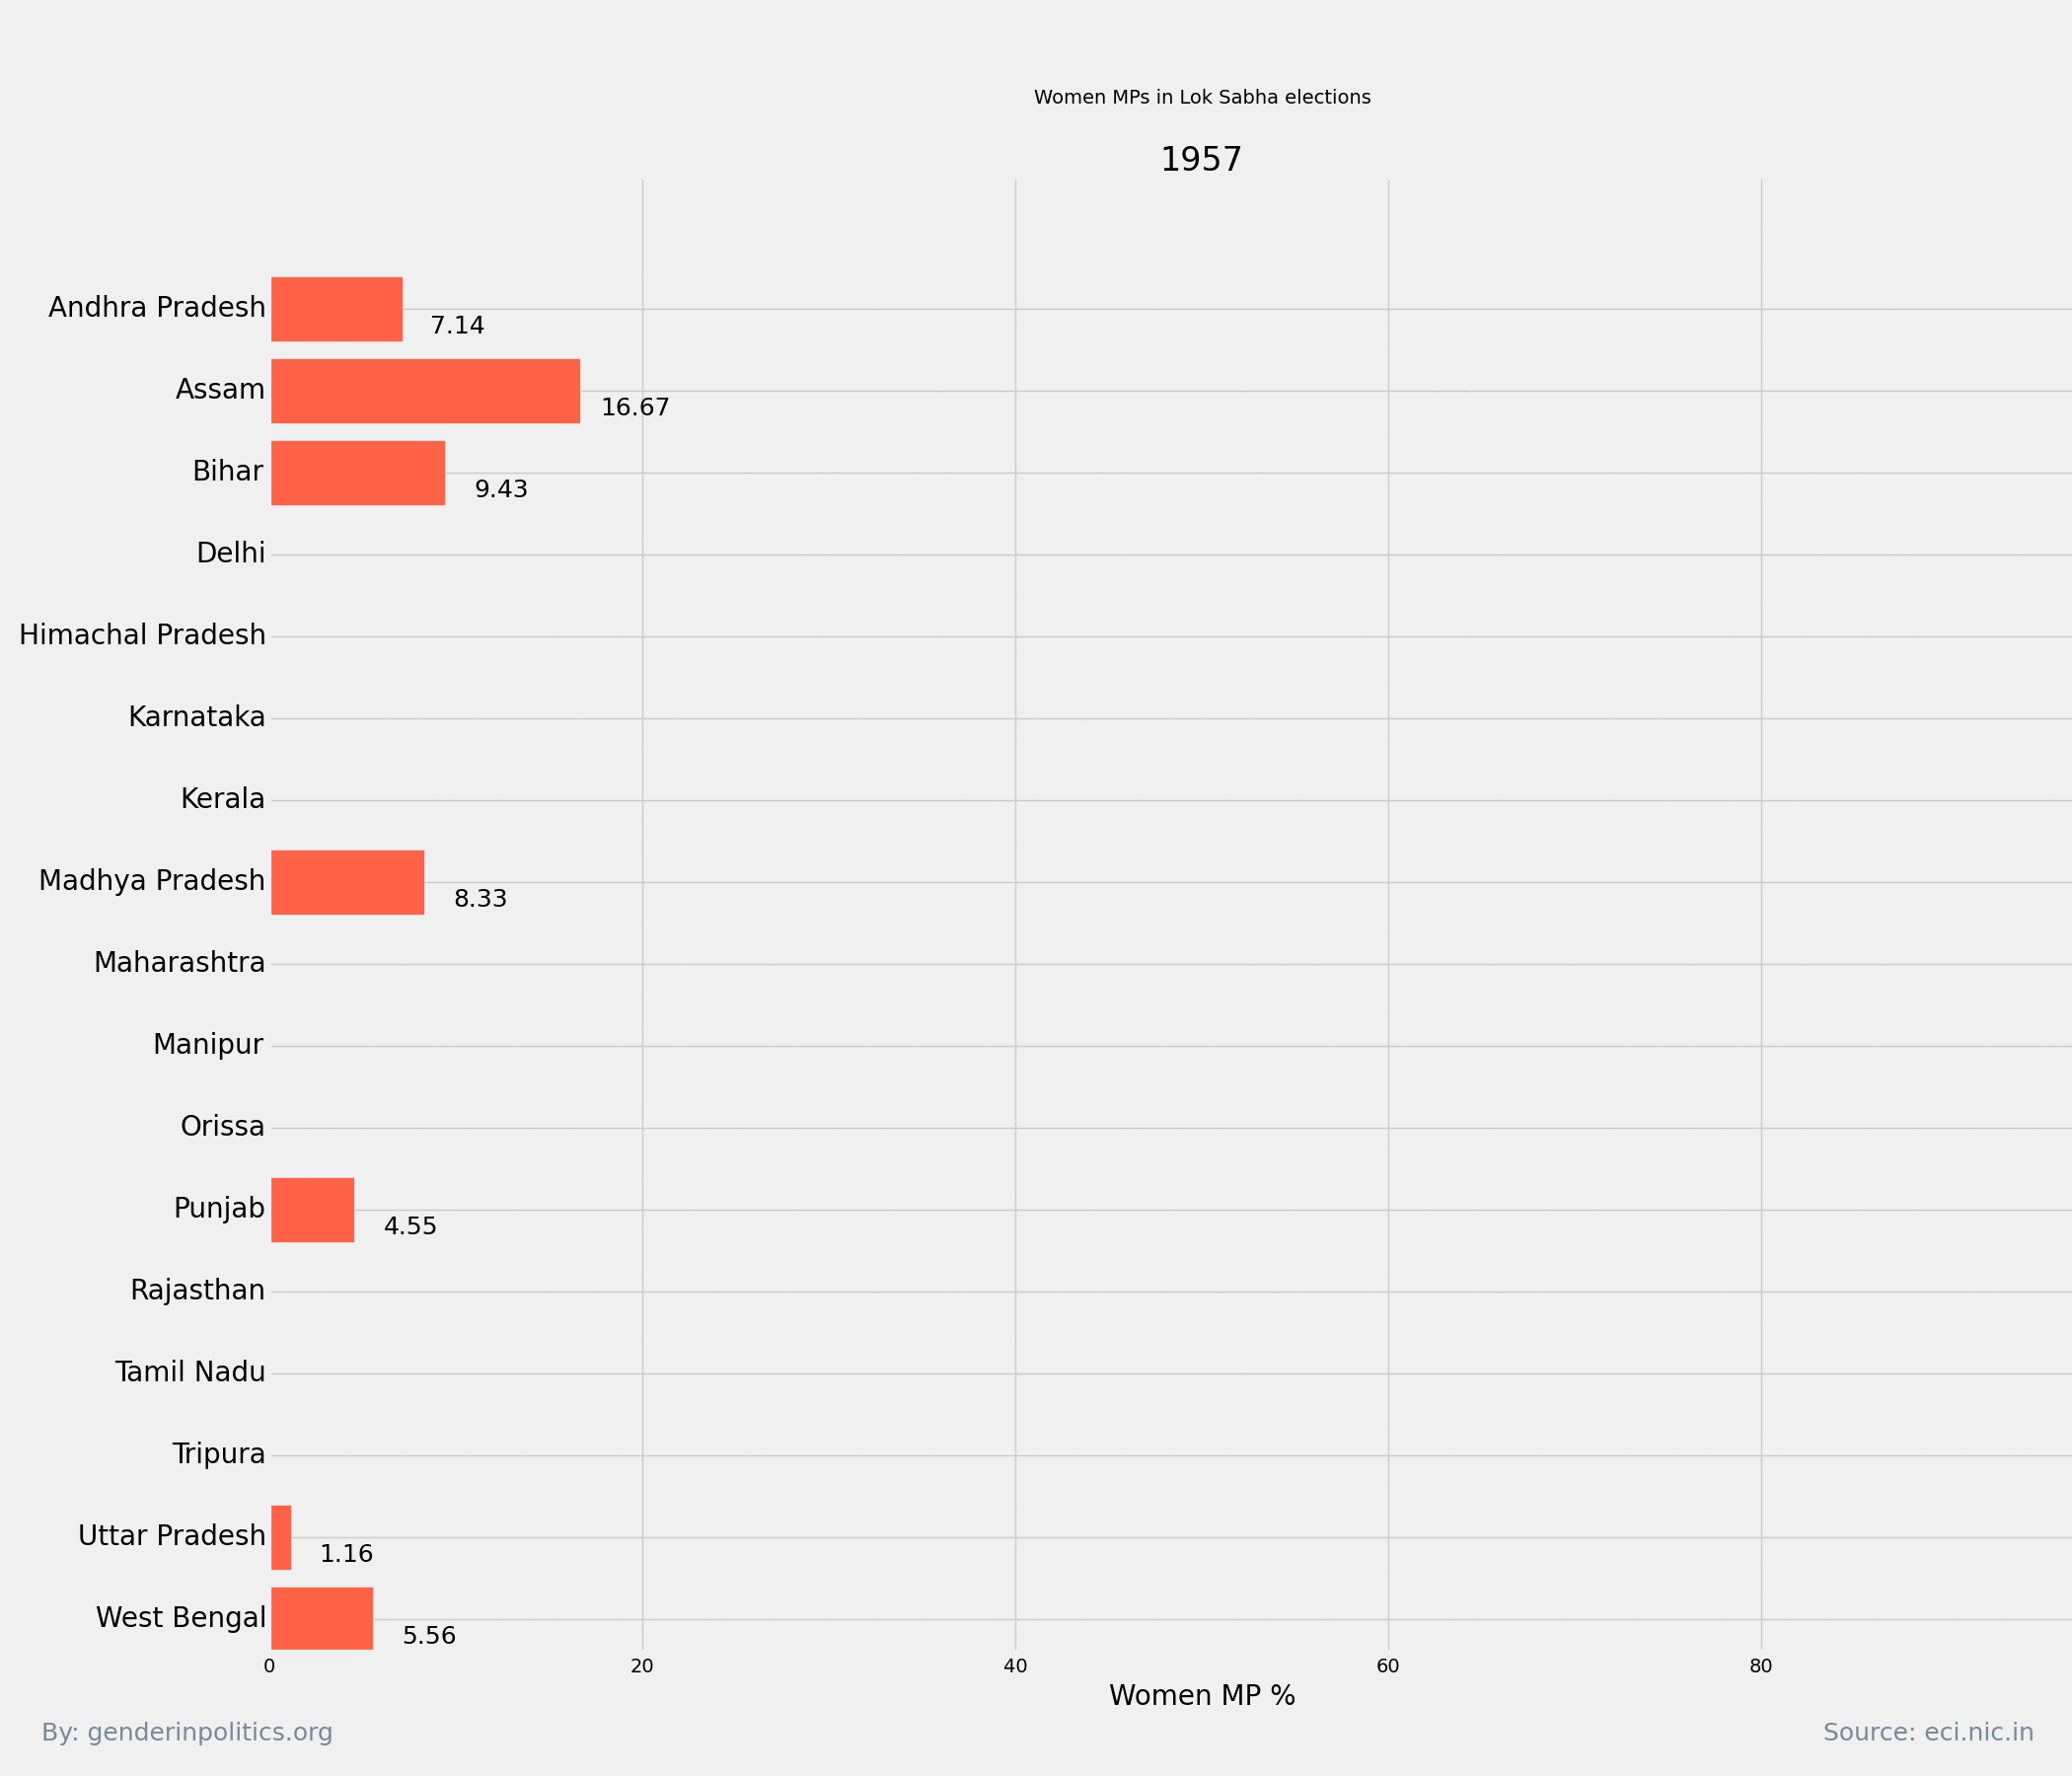 Women MPs in Lok Sabha elections
1957
Andhra Pradesh
7.14
Assam
16.67
Bihar
9.43
Delhi
Himachal Pradesh
Karnataka
Kerala
Madhya Pradesh
8.33
Maharashtra
Manipur
Orissa
Punjab
4.55
Rajasthan
Tamil Nadu
Tripura
Uttar Pradesh
1.16
West Bengal
5.56
0 20 40 60 80
Women MP %
By: genderinpolitics.org
Source: eci.nic.in